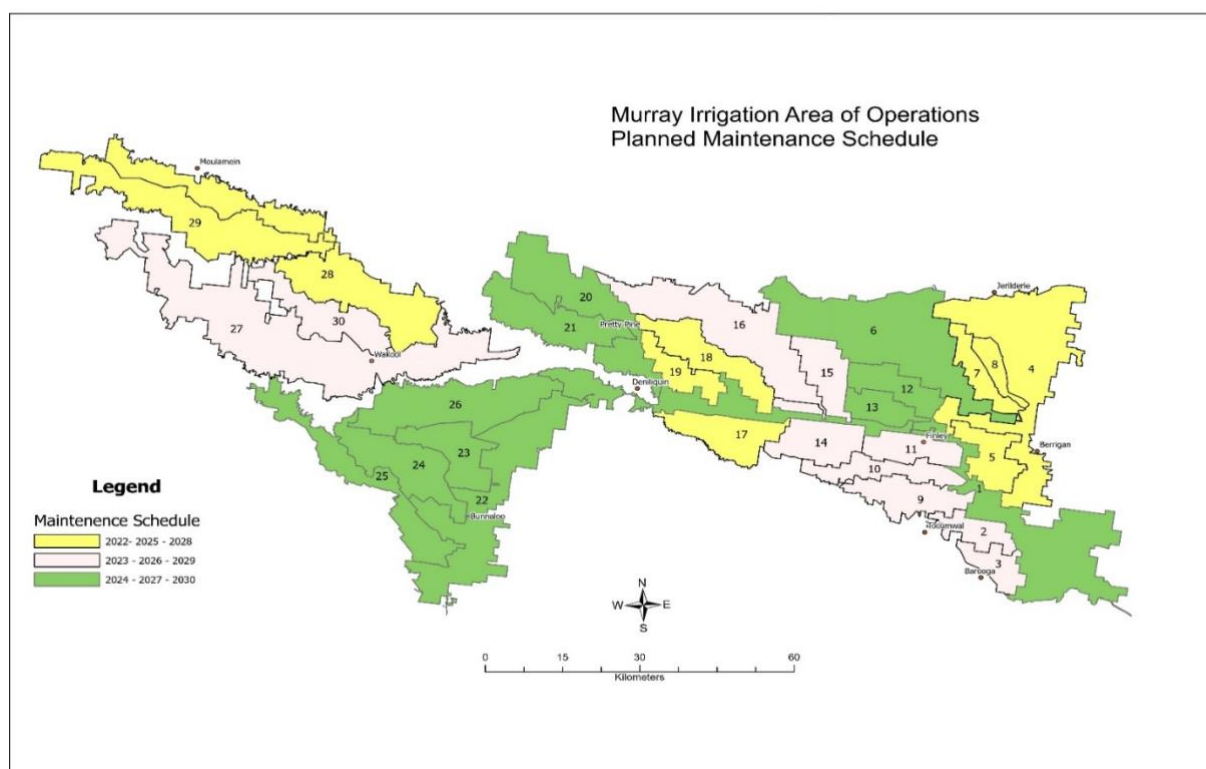 Murray Irrigation Area of Operations
Planned Maintenance Schedule
Moulamein
29
28
27
30
Wakool
20
21
Pretty Pine
16
18
19
15
Deniliquin
6
Jerilderie
7
8
4
12
13
17
14
11
Finley
10
9
5
Berrigan
1
2
3
Tocumwal
Barooga
26
23
24
25
22
Bunnaloo
Legend
Maintenence Schedule
2022- 2025 - 2028
2023 - 2026 - 2029
2024 - 2027 - 2030
N
W E
S
0 15 30 60
Kilometers